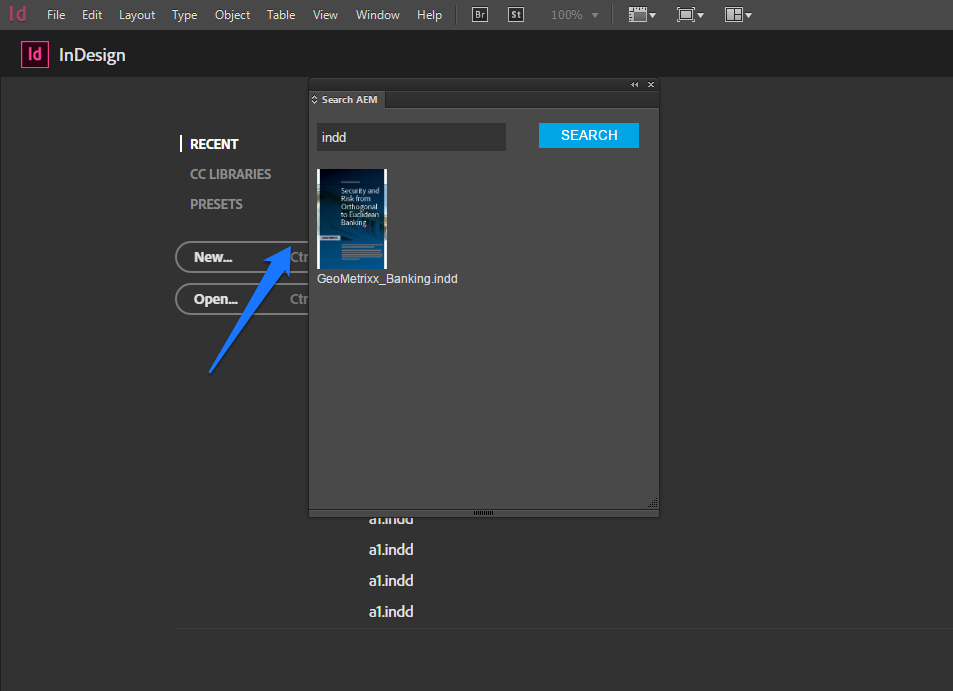 Id File Edit Layout Type Object Table View Window Help Br St 100%
Id InDesign
Search AEM
indd SEARCH
RECENT
CC LIBRARIES
PRESETS
New... Ctr
Open... Ctr
Security and
Risk from
Orthogonal
to Euclidean
Banking
GeoMetrixx_Banking.indd
a1.indd
a1.indd
a1.indd
a1.indd